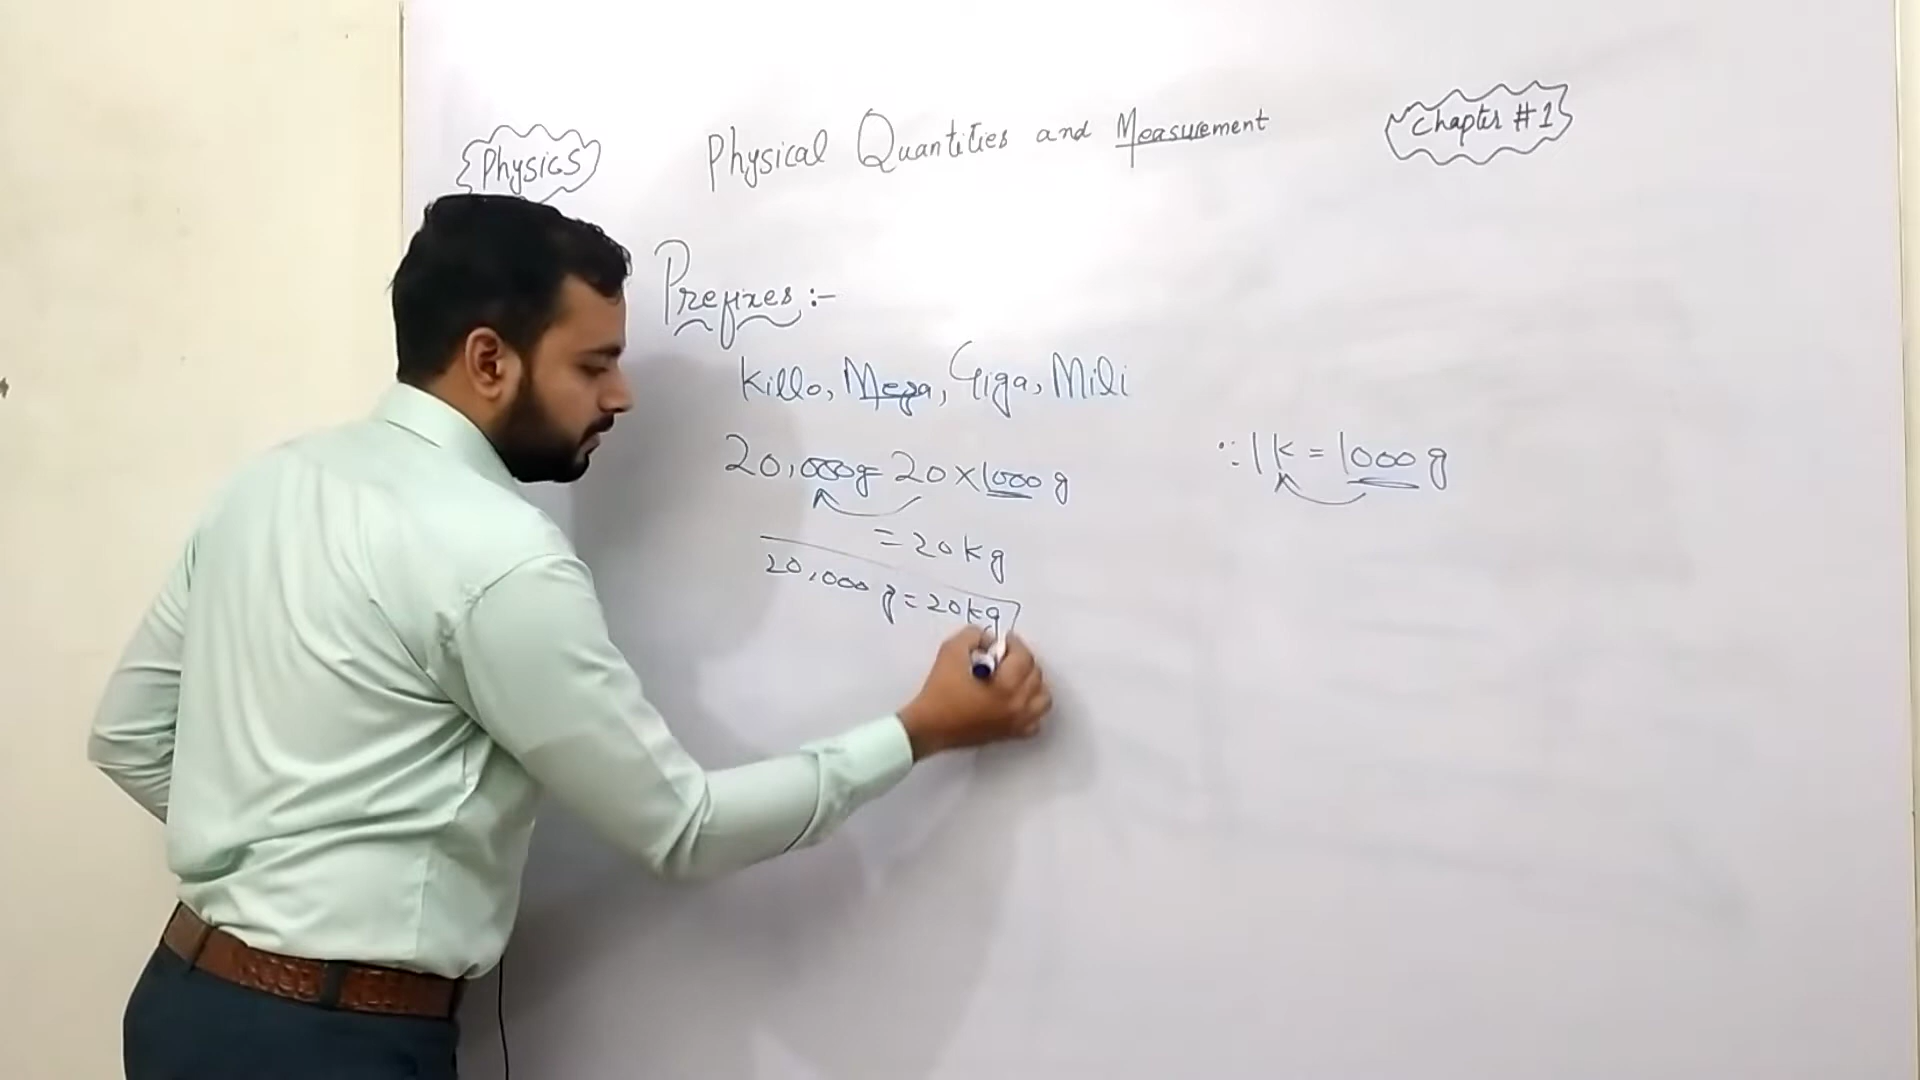 Physics
Physical Quantities and Measurement
Chapter #1
Prefixes :-
Killo, Mega, Giga, Mili
20,000g = 20 × 1000 g
∵ 1 k = 1000 g
= 20 kg
20,000 g = 20 kg